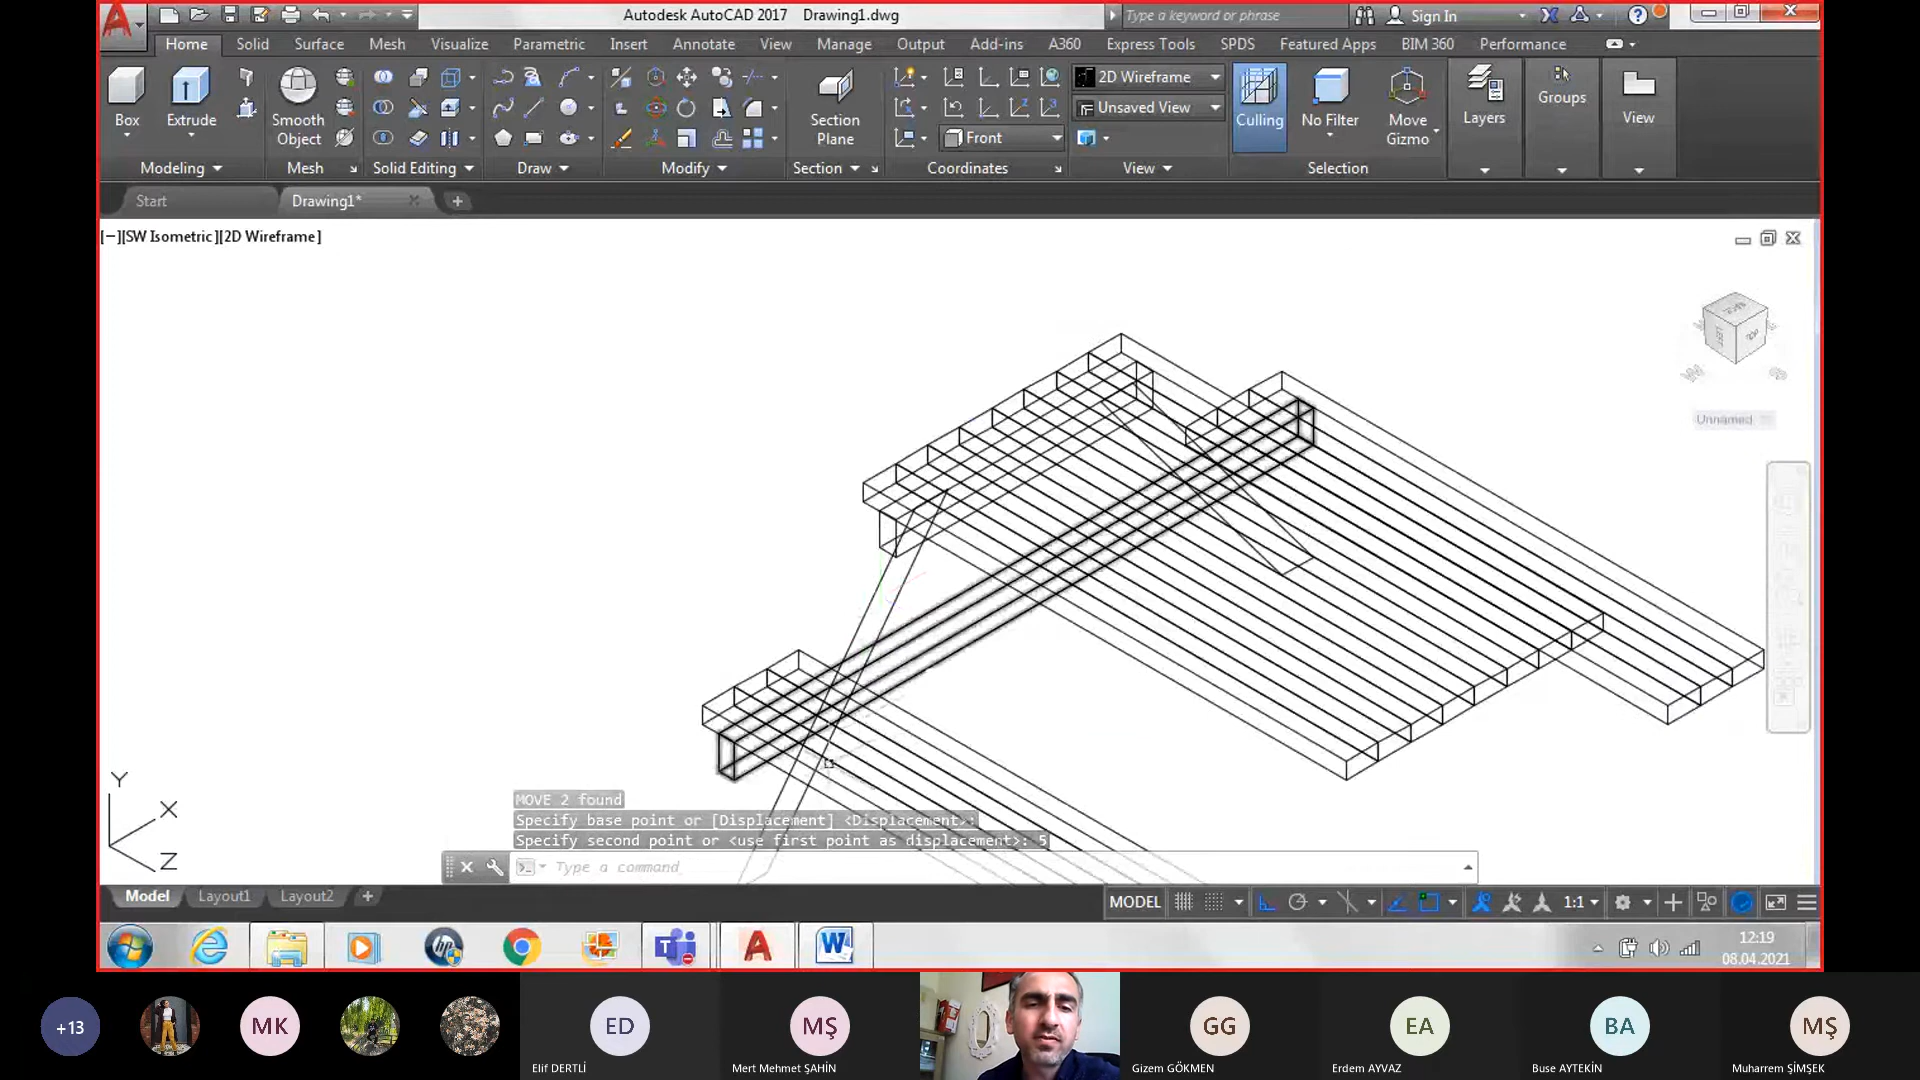 Autodesk AutoCAD 2017 Drawing1.dwg
Type a keyword or phrase
Sign In
Home Solid Surface Mesh Visualize Parametric Insert Annotate View Manage Output Add-ins A360 Express Tools SPDS Featured Apps BIM 360 Performance
2D Wireframe
Unsaved View
Front
Box
Extrude
Smooth
Object
Section
Plane
Culling
No Filter
Move
Gizmo
Layers
Groups
View
Modeling
Mesh
Solid Editing
Draw
Modify
Section
Coordinates
View
Selection
Start
Drawing1*
[−][SW Isometric][2D Wireframe]
TOP
Unnamed
Y
X
Z
MOVE 2 found
Specify base point or [Displacement] <Displacement>:
Specify second point or <use first point as displacement>: 5
Type a command
Model
Layout1
Layout2
MODEL
1:1
12:19
08.04.2021
+13
MK
ED
Elif DERTLİ
MŞ
Mert Mehmet ŞAHİN
GG
Gizem GÖKMEN
EA
Erdem AYVAZ
BA
Buse AYTEKİN
MŞ
Muharrem ŞİMŞEK